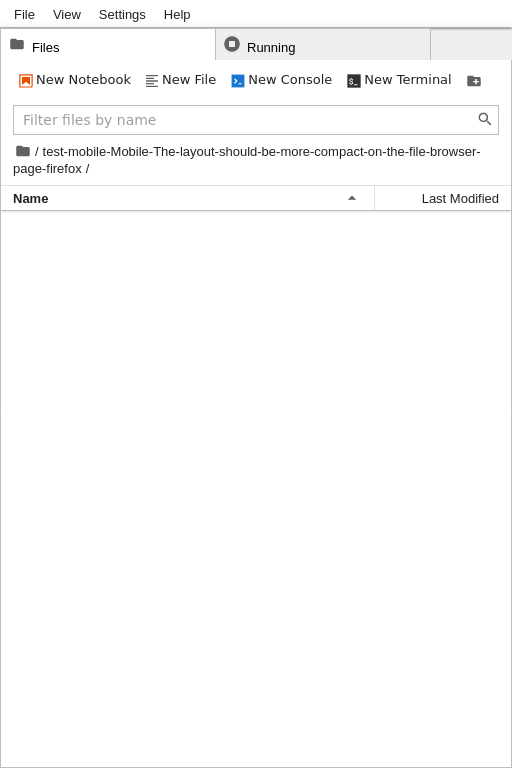 File View Settings Help
Files Running
New Notebook New File New Console $_ New Terminal
Filter files by name
/ test-mobile-Mobile-The-layout-should-be-more-compact-on-the-file-browser-
page-firefox /
Name Last Modified